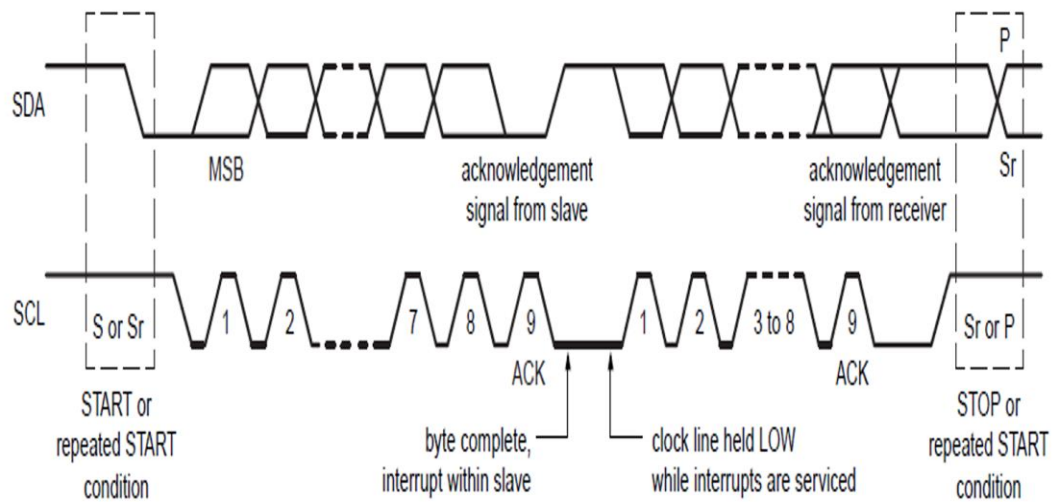 P
SDA
MSB
acknowledgement
signal from slave
acknowledgement
signal from receiver
Sr
SCL
S or Sr
1
2
7
8
9
1
2
3 to 8
9
Sr or P
ACK
ACK
START or
repeated START
condition
byte complete,
interrupt within slave
clock line held LOW
while interrupts are serviced
STOP or
repeated START
condition